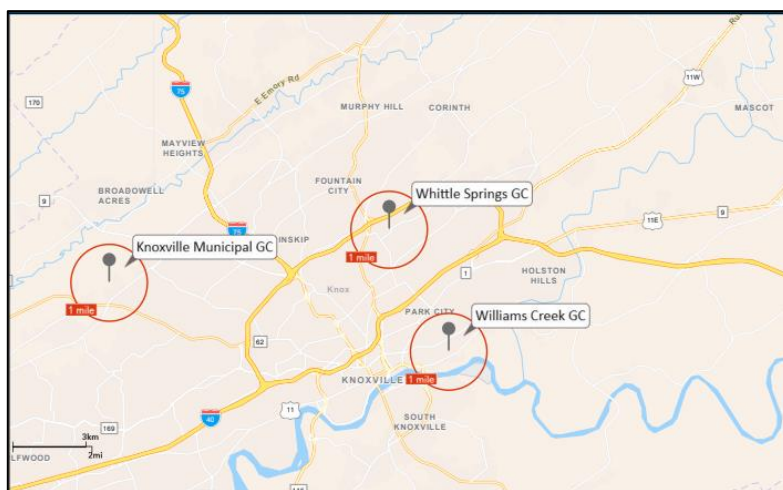 170
75
E Emory Rd
MURPHY HILL
CORINTH
11W
MASCOT
MAYVIEW
HEIGHTS
FOUNTAIN
CITY
Whittle Springs GC
BROADOWELL
ACRES
9
9
11E
75
INSKIP
Knoxville Municipal GC
1 mile
1
HOLSTON
HILLS
Knox
1 mile
PARK CITY
Williams Creek GC
62
KNOXVILLE
1 mile
11
40
SOUTH
KNOXVILLE
169
3km
2mi
LFWOOD